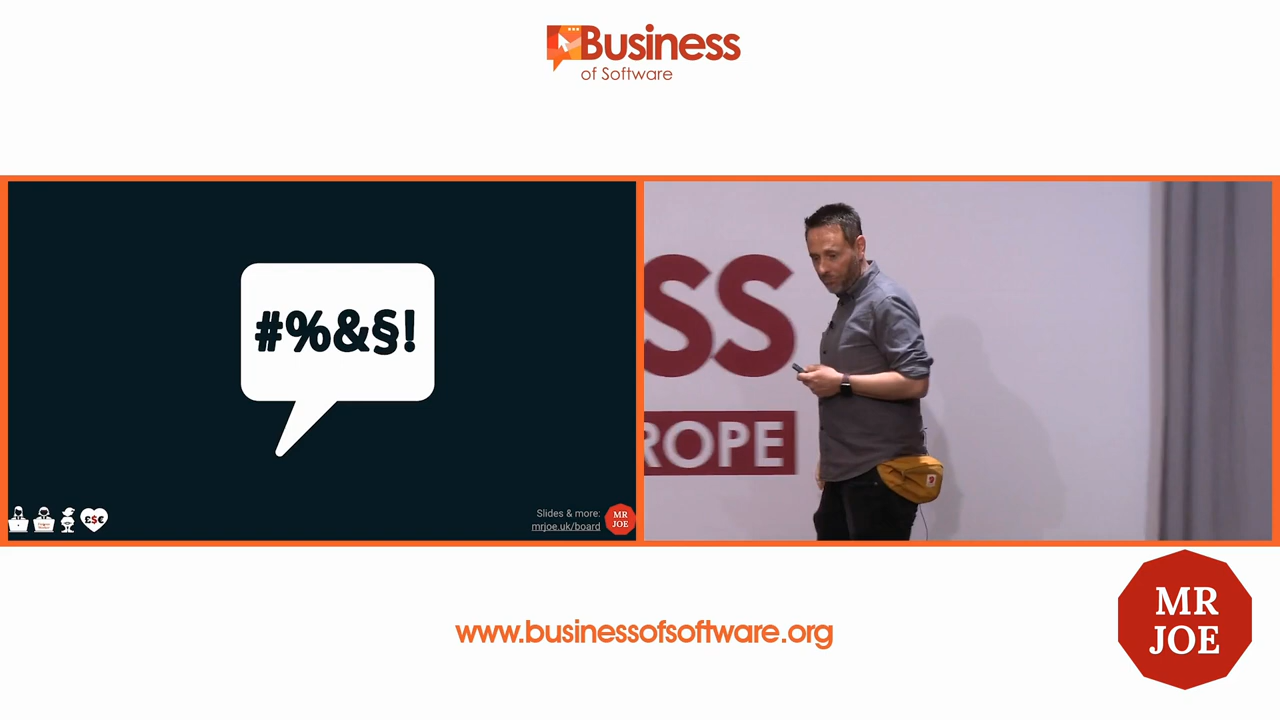 Business
of Software
#%&§!
£$€
Slides & more:
mrjoe.uk/board
MR
JOE
SS
ROPE
www.businessofsoftware.org
MR
JOE